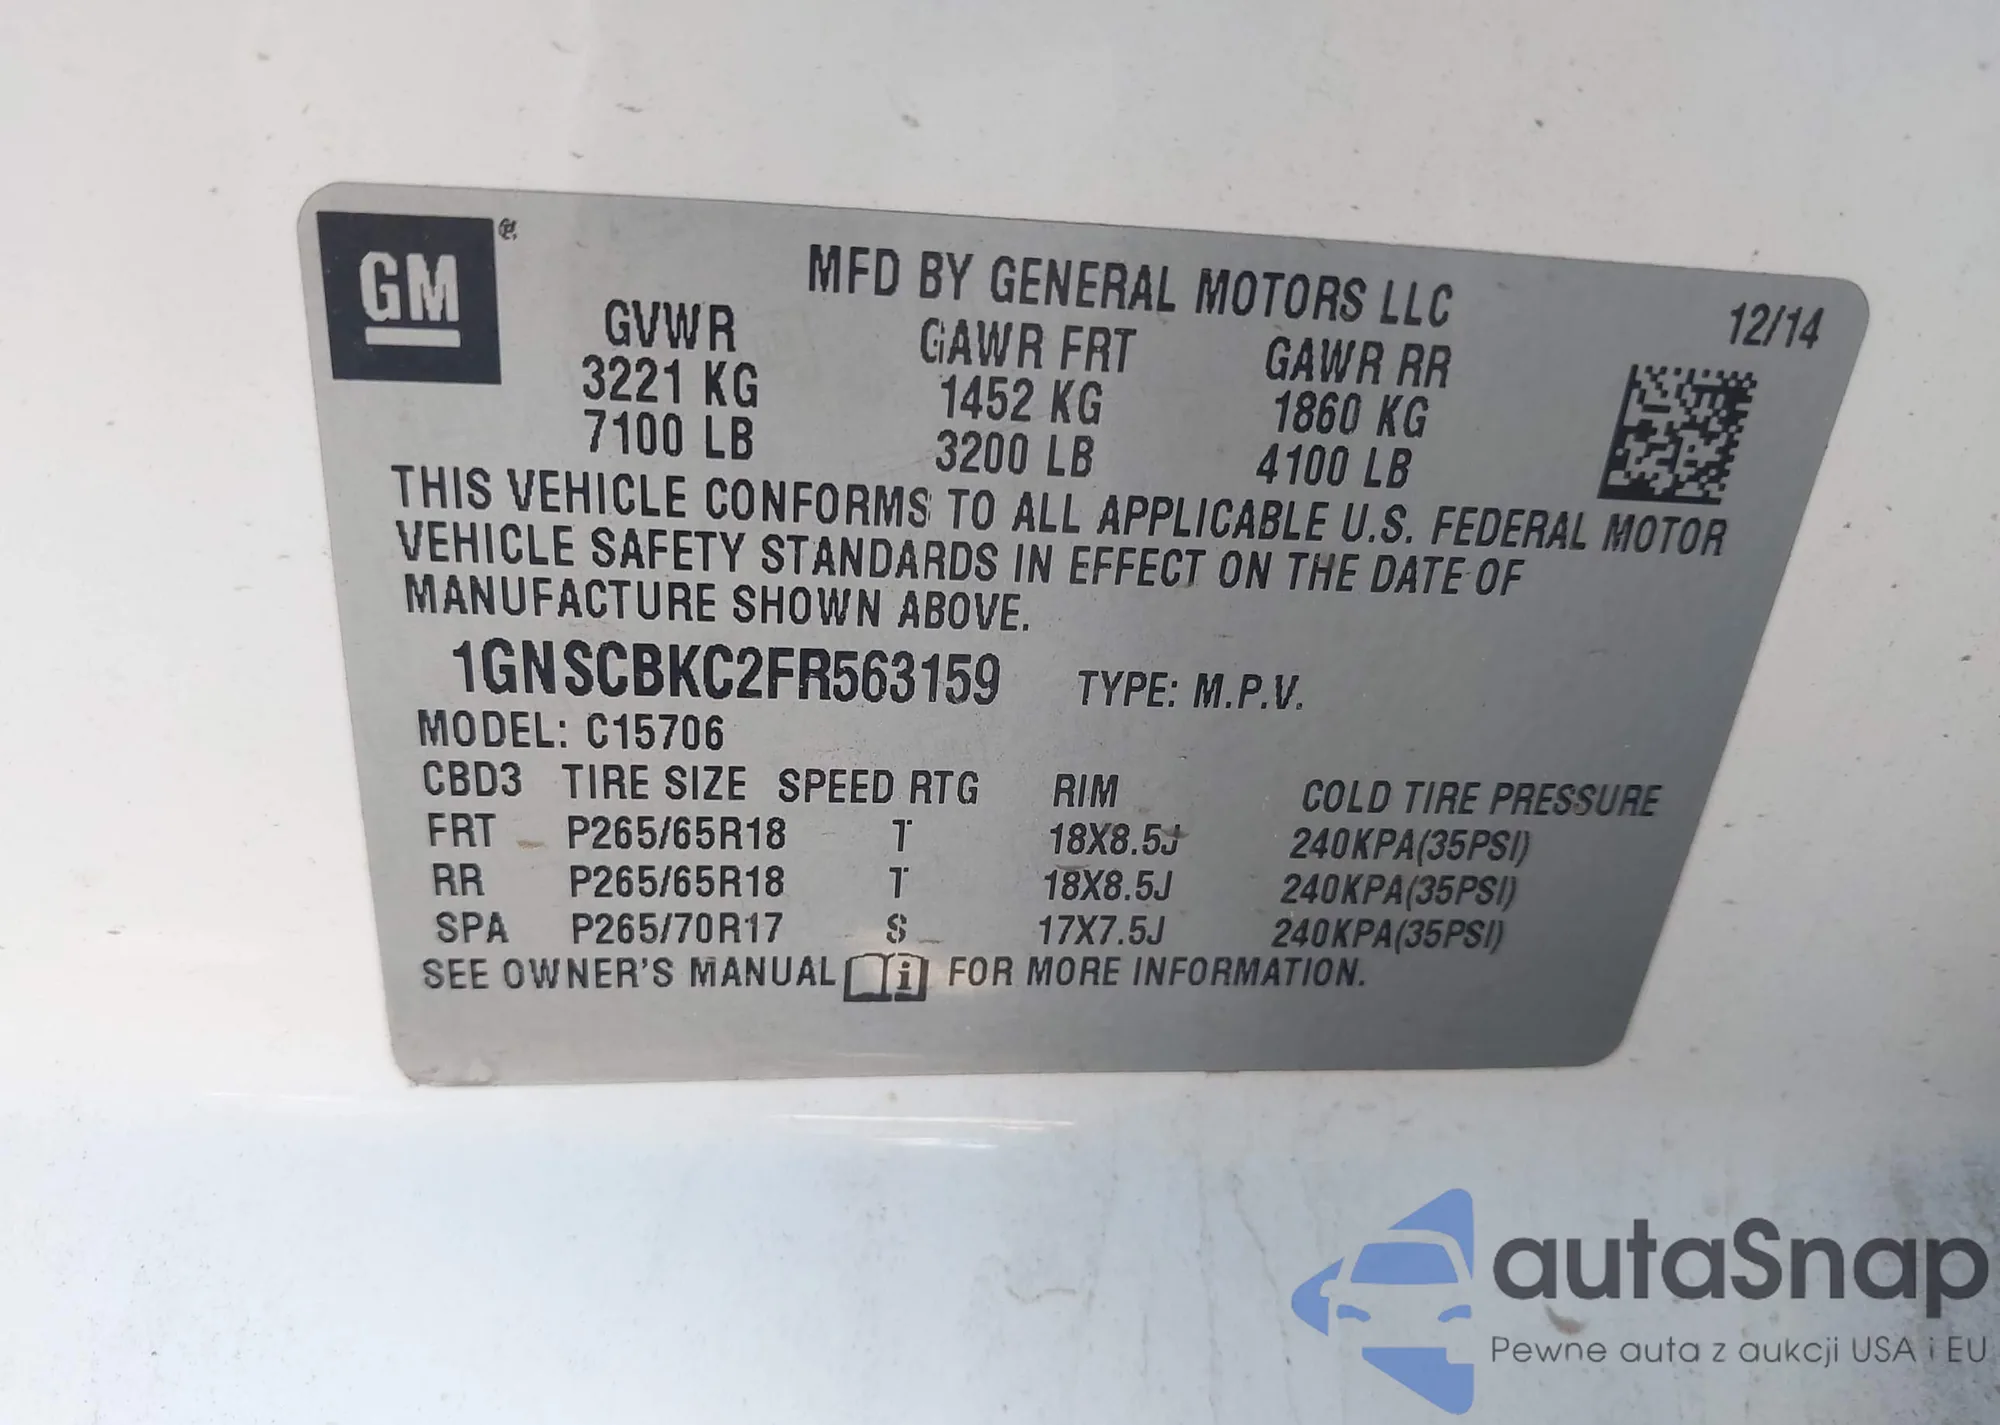 GM
MFD BY GENERAL MOTORS LLC
12/14
GVWR GAWR FRT GAWR RR
3221 KG 1452 KG 1860 KG
7100 LB 3200 LB 4100 LB
THIS VEHICLE CONFORMS TO ALL APPLICABLE U.S. FEDERAL MOTOR
VEHICLE SAFETY STANDARDS IN EFFECT ON THE DATE OF
MANUFACTURE SHOWN ABOVE.
1GNSCBKC2FR563159 TYPE: M.P.V.
MODEL: C15706
CBD3 TIRE SIZE SPEED RTG RIM COLD TIRE PRESSURE
FRT P265/65R18 T 18X8.5J 240KPA(35PSI)
RR P265/65R18 T 18X8.5J 240KPA(35PSI)
SPA P265/70R17 S 17X7.5J 240KPA(35PSI)
SEE OWNER'S MANUAL i FOR MORE INFORMATION.
autaSnap
Pewne auta z aukcji USA i EU